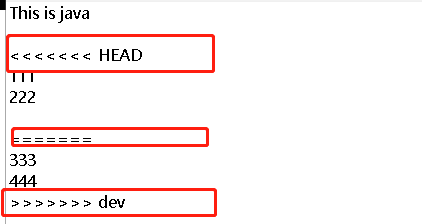 This is java
<<<<<<< HEAD
111
222
=======
333
444
>>>>>>> dev